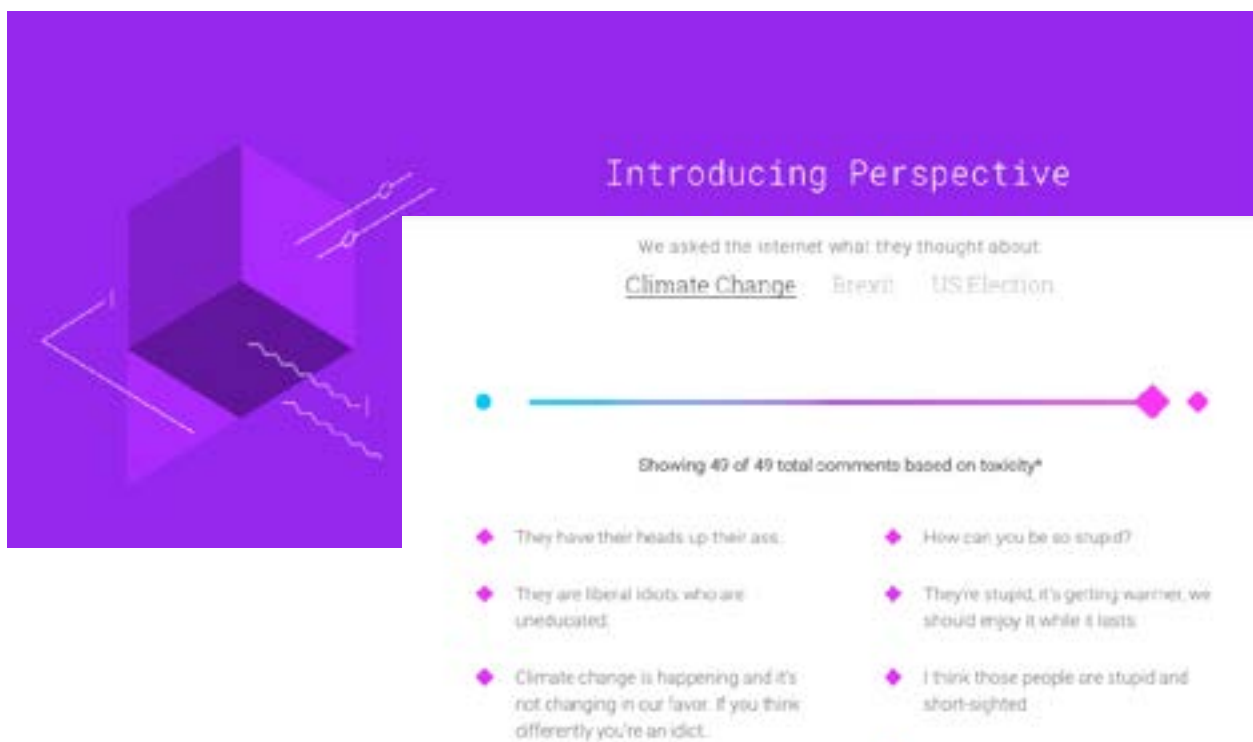 Introducing Perspective
We asked the internet what they thought about:
Climate Change Brexit US Election
Showing 49 of 49 total comments based on toxicity*
They have their heads up their ass.
They are liberal idiots who are
uneducated.
Climate change is happening and it's
not changing in our favor. If you think
differently you're an idiot.
How can you be so stupid?
They're stupid, it's getting warmer, we
should enjoy it while it lasts
I think those people are stupid and
short-sighted